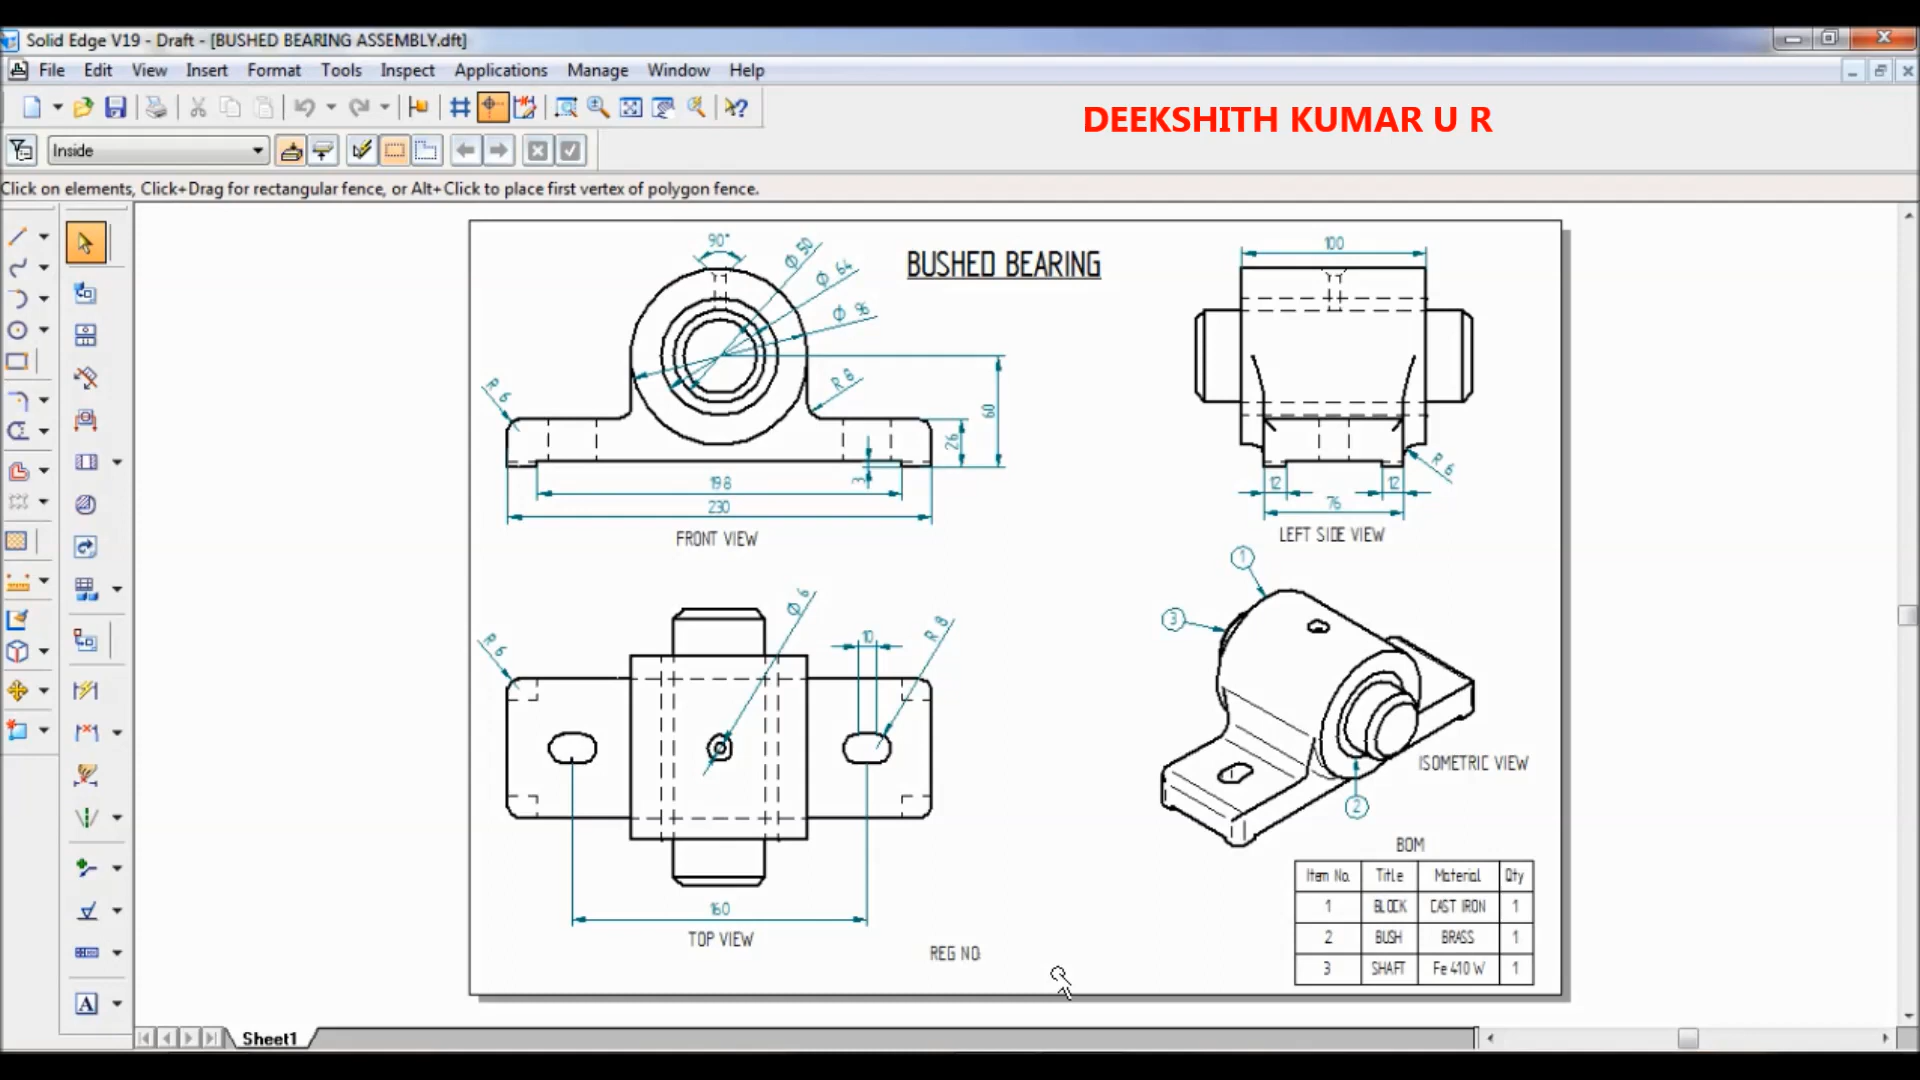 Solid Edge V19 - Draft - [BUSHED BEARING ASSEMBLY.dft]
File Edit View Insert Format Tools Inspect Applications Manage Window Help
DEEKSHITH KUMAR U R
Inside
Click on elements, Click+Drag for rectangular fence, or Alt+Click to place first vertex of polygon fence.
BUSHED BEARING
90°
Φ 50
Φ 64
Φ 96
R 6
R 8
60
26
3
198
230
FRONT VIEW
100
R 6
12
12
76
LEFT SIDE VIEW
R 6
Φ 6
10
R 8
160
TOP VIEW
REG NO.
1
3
2
ISOMETRIC VIEW
BOM
Item No. Title Material Qty
1 BLOCK CAST IRON 1
2 BUSH BRASS 1
3 SHAFT Fe 410 W 1
A
Sheet1